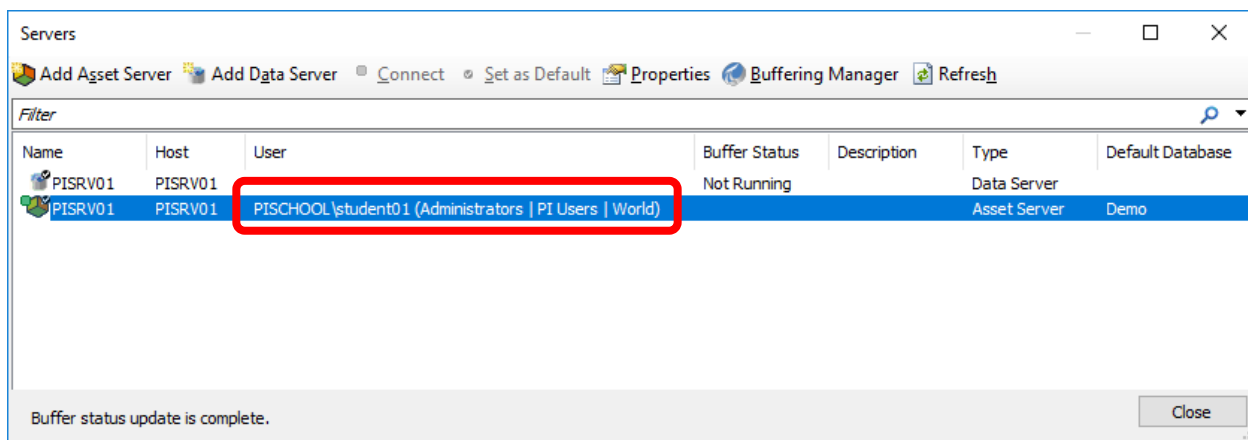 Servers
Add Asset Server Add Data Server Connect Set as Default Properties Buffering Manager Refresh
Filter
Name Host User Buffer Status Description Type Default Database
PISRV01 PISRV01 Not Running Data Server
PISRV01 PISRV01 PISCHOOL\student01 (Administrators | PI Users | World) Asset Server Demo
Buffer status update is complete.
Close